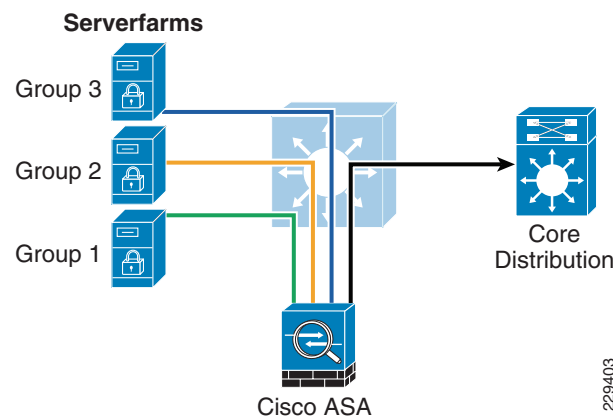 Serverfarms
Group 3
Group 2
Group 1
Core
Distribution
Cisco ASA
229403